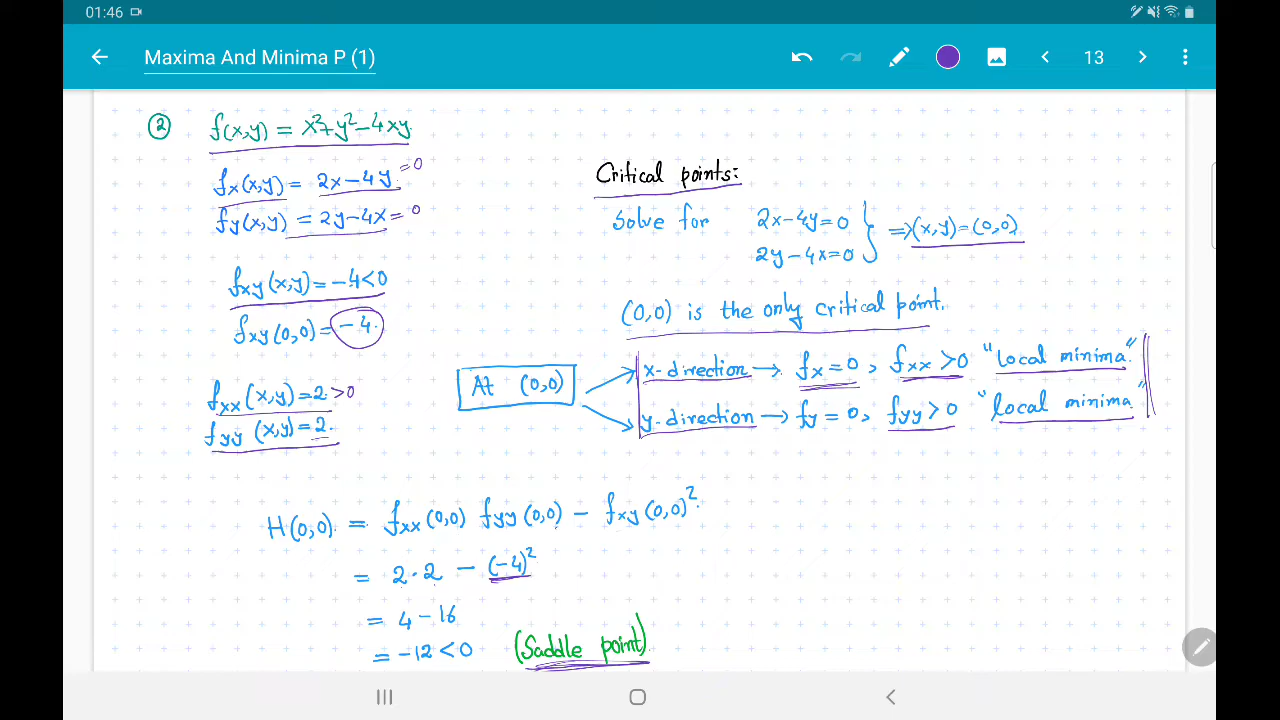 01:46
Maxima And Minima P (1)
13
② f(x,y) = x²+y²-4xy
fx(x,y) = 2x-4y =0
fy(x,y) = 2y-4x =0
fxy(x,y) = -4<0
fxy(0,0) = -4.
fxx(x,y)=2 >0
fyy(x,y)=2.
Critical points:
Solve for 2x-4y=0
2y-4x=0 } ⇒(x,y)=(0,0)
(0,0) is the only critical point.
At (0,0)
x-direction → fx=0, fxx>0 "local minima"
y-direction → fy=0, fyy>0 "local minima"
H(0,0) = fxx(0,0) fyy(0,0) - fxy(0,0)².
= 2·2 - (-4)²
= 4-16
= -12<0 (Saddle point)